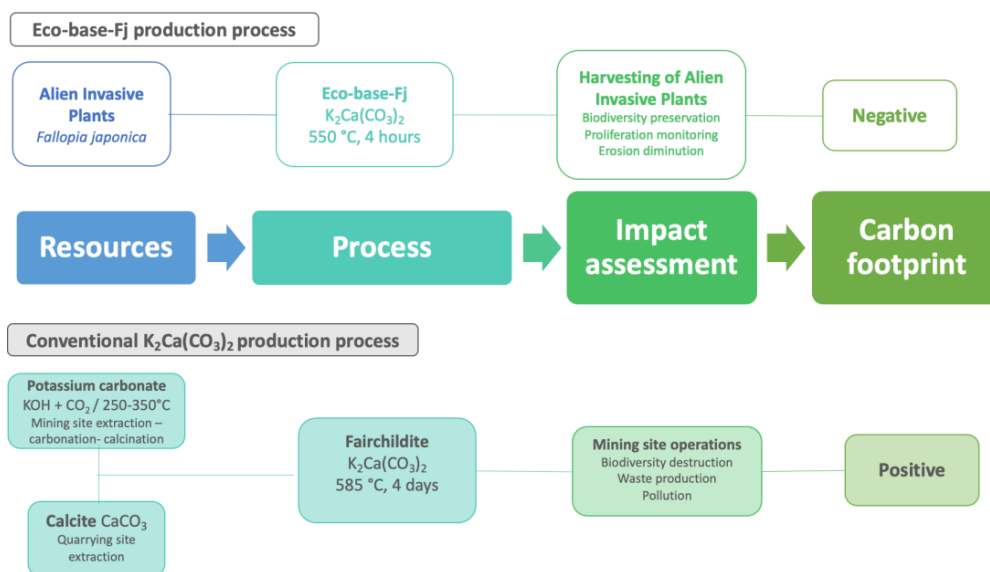 Eco-base-Fj production process
Alien Invasive
Plants
Fallopia japonica
Eco-base-Fj
K₂Ca(CO₃)₂
550 °C, 4 hours
Harvesting of Alien
Invasive Plants
Biodiversity preservation
Proliferation monitoring
Erosion diminution
Negative
Resources
Process
Impact
assessment
Carbon
footprint
Conventional K₂Ca(CO₃)₂ production process
Potassium carbonate
KOH + CO₂ / 250-350°C
Mining site extraction –
carbonation- calcination
Calcite CaCO₃
Quarrying site
extraction
Fairchildite
K₂Ca(CO₃)₂
585 °C, 4 days
Mining site operations
Biodiversity destruction
Waste production
Pollution
Positive